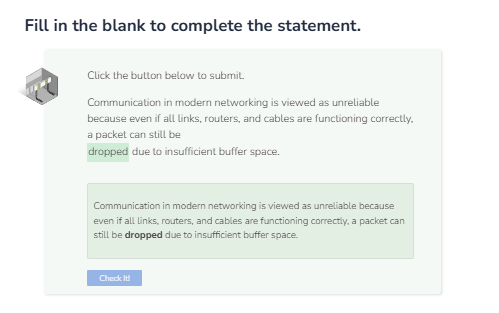 Fill in the blank to complete the statement.
Click the button below to submit.
Communication in modern networking is viewed as unreliable
because even if all links, routers, and cables are functioning correctly,
a packet can still be
dropped due to insufficient buffer space.
Communication in modern networking is viewed as unreliable because
even if all links, routers, and cables are functioning correctly, a packet can
still be dropped due to insufficient buffer space.
Check It!